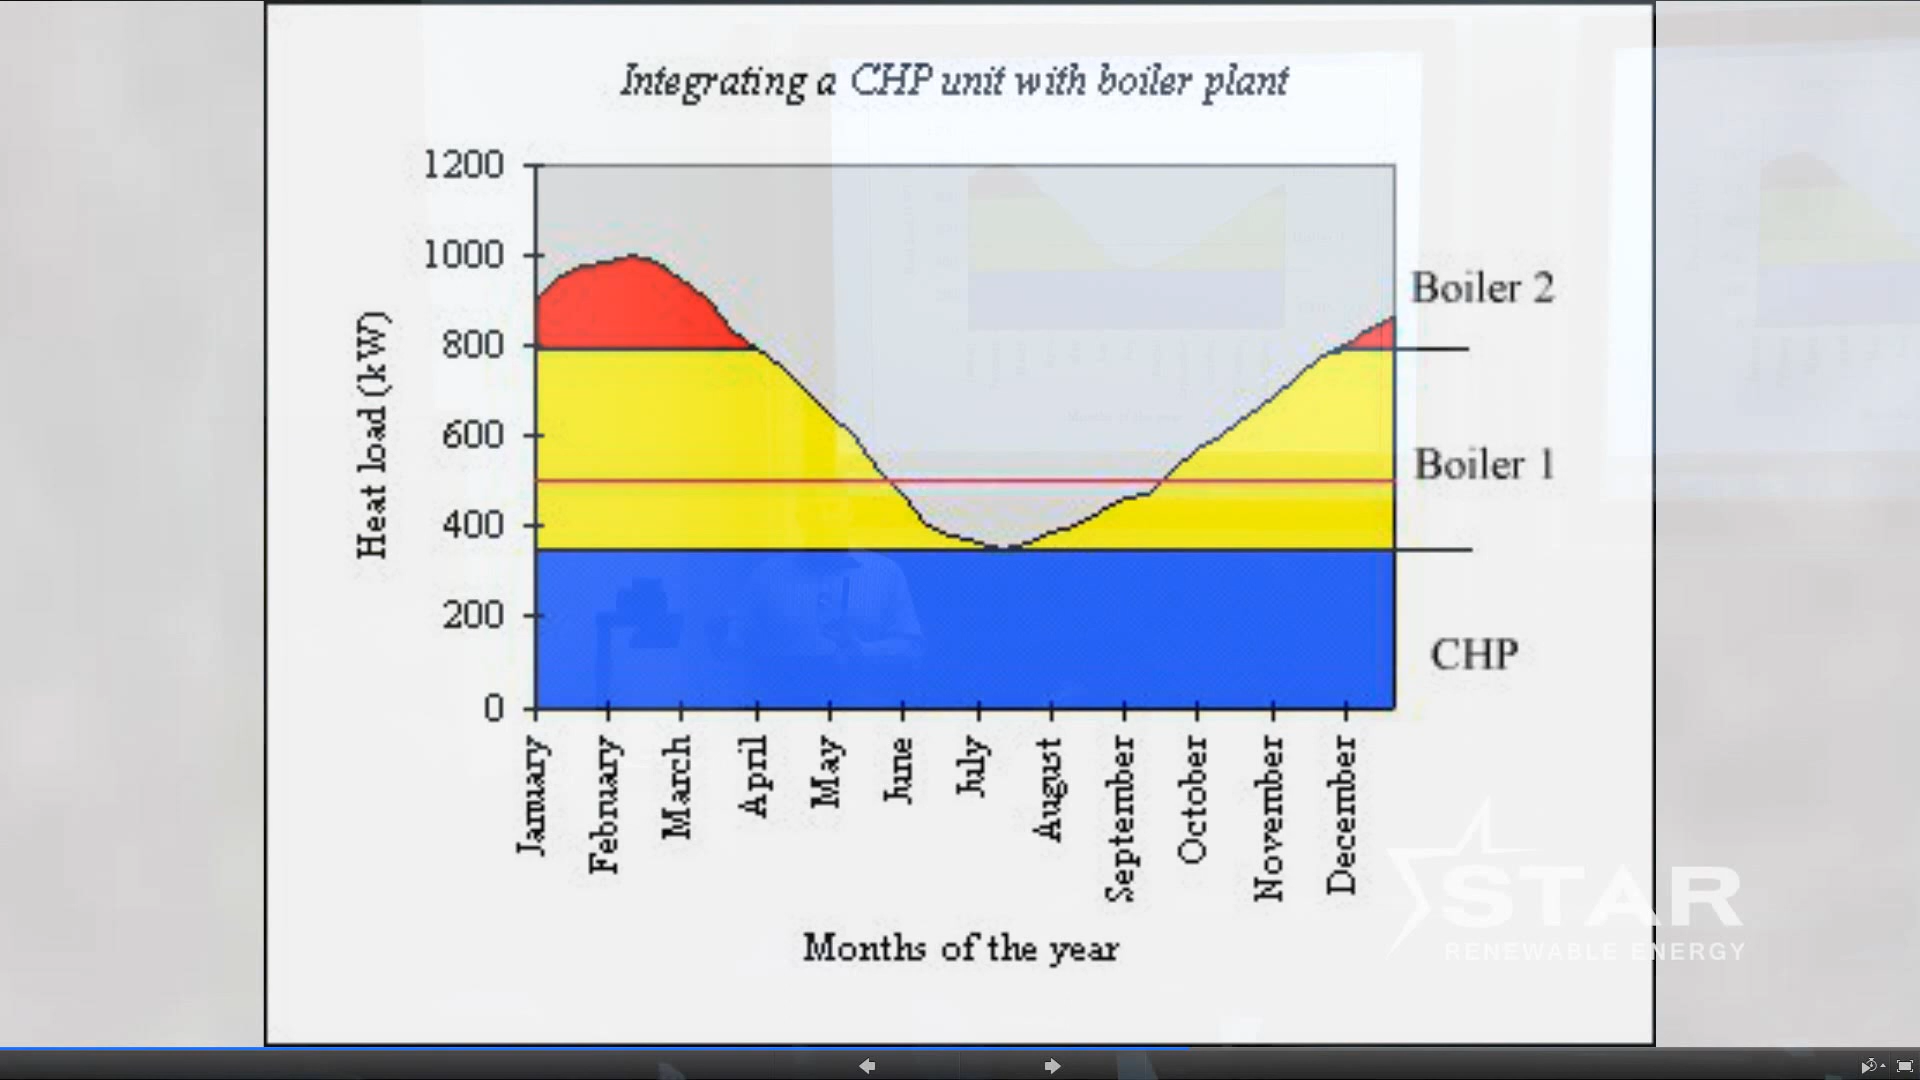 Integrating a CHP unit with boiler plant
1200
1000
800
600
400
200
0
Heat load (kW)
Boiler 2
Boiler 1
CHP
January
February
March
April
May
June
July
August
September
October
November
December
Months of the year
STAR
RENEWABLE ENERGY